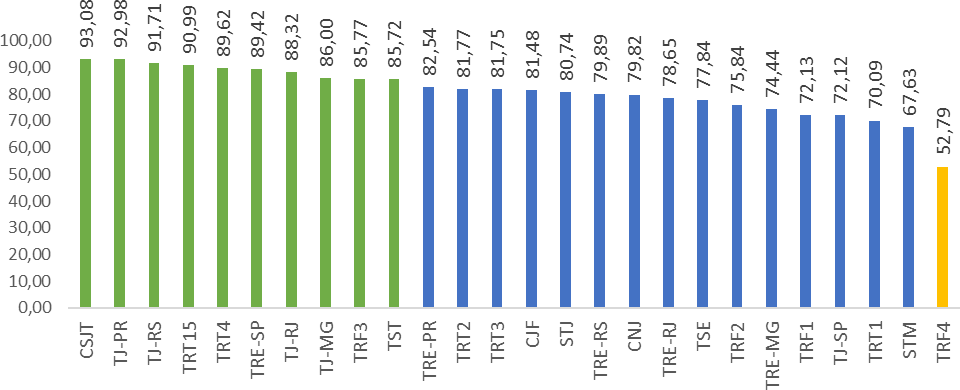 93,08
92,98
91,71
90,99
89,62
89,42
88,32
86,00
85,77
85,72
82,54
81,77
81,75
81,48
80,74
79,89
79,82
78,65
77,84
75,84
74,44
72,13
72,12
70,09
67,63
52,79
100,00
90,00
80,00
70,00
60,00
50,00
40,00
30,00
20,00
10,00
0,00
CSJT
TJ-PR
TJ-RS
TRT15
TRT4
TRE-SP
TJ-RJ
TJ-MG
TRF3
TST
TRE-PR
TRT2
TRT3
CJF
STJ
TRE-RS
CNJ
TRE-RJ
TSE
TRF2
TRE-MG
TRF1
TJ-SP
TRT1
STM
TRF4